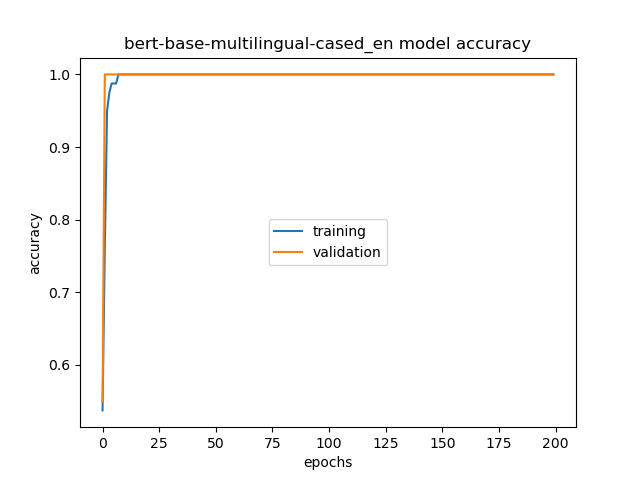 bert-base-multilingual-cased_en model accuracy
1.0
0.9
0.8
0.7
0.6
accuracy
training
validation
0 25 50 75 100 125 150 175 200
epochs